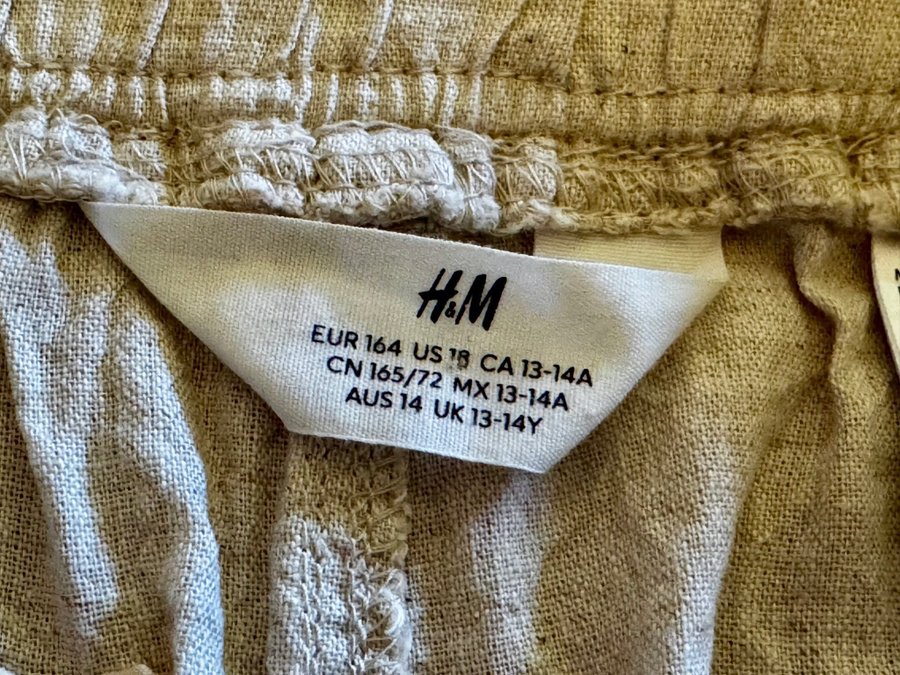 H&M
EUR 164 US 18 CA 13-14A
CN 165/72 MX 13-14A
AUS 14 UK 13-14Y